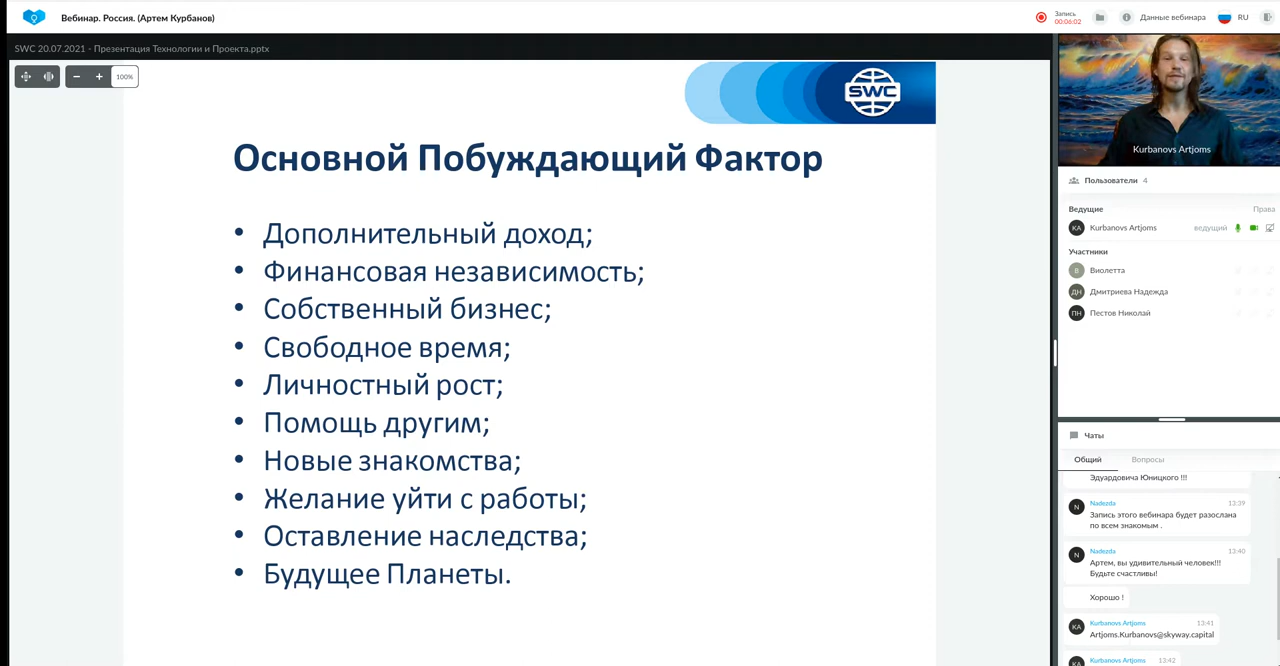 Вебинар. Россия. (Артем Курбанов)
Запись
00:06:02
Данные вебинара
RU
SWC 20.07.2021 - Презентация Технологии и Проекта.pptx
100%
SWC
Основной Побуждающий Фактор
• Дополнительный доход;
• Финансовая независимость;
• Собственный бизнес;
• Свободное время;
• Личностный рост;
• Помощь другим;
• Новые знакомства;
• Желание уйти с работы;
• Оставление наследства;
• Будущее Планеты.
Kurbanovs Artjoms
Пользователи 4
Ведущие Права
KA Kurbanovs Artjoms ведущий
Участники
В Виолетта
ДН Дмитриева Надежда
ПН Пестов Николай
Чаты
Общий Вопросы
Эдуардовича Юницкого !!!
N Nadezda 13:39
Запись этого вебинара будет разослана
по всем знакомым .
N Nadezda 13:40
Артем, вы удивительный человек!!!
Будьте счастливы!
Хорошо !
KA Kurbanovs Artjoms 13:41
Artjoms.Kurbanovs@skyway.capital
KA Kurbanovs Artjoms 13:42